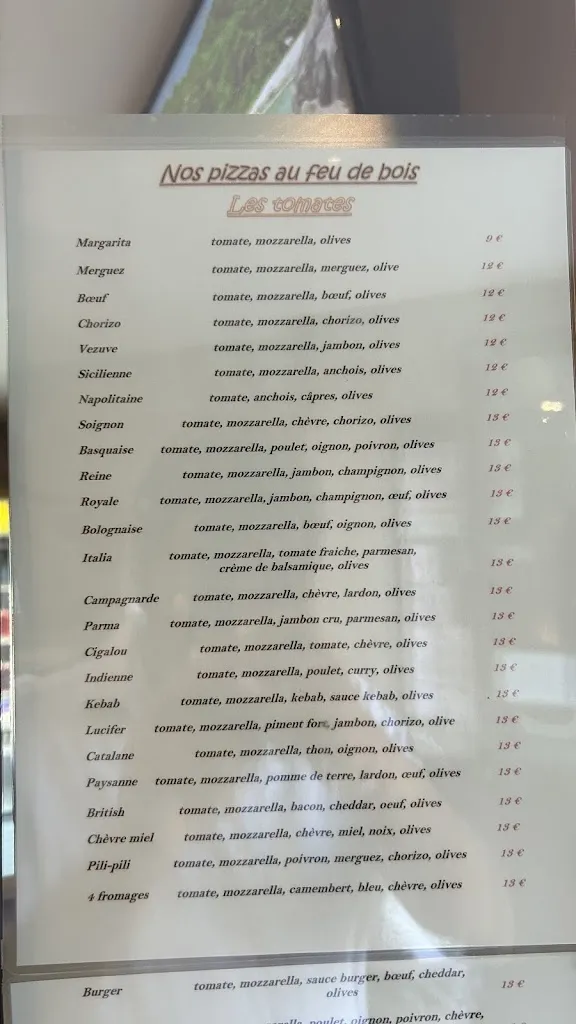 Nos pizzas au feu de bois
Les tomates
Margarita tomate, mozzarella, olives 9 €
Merguez tomate, mozzarella, merguez, olive 12 €
Bœuf tomate, mozzarella, bœuf, olives 12 €
Chorizo tomate, mozzarella, chorizo, olives 12 €
Vezuve tomate, mozzarella, jambon, olives 12 €
Sicilienne tomate, mozzarella, anchois, olives 12 €
Napolitaine tomate, anchois, câpres, olives 12 €
Soignon tomate, mozzarella, chèvre, chorizo, olives 13 €
Basquaise tomate, mozzarella, poulet, oignon, poivron, olives 13 €
Reine tomate, mozzarella, jambon, champignon, olives 13 €
Royale tomate, mozzarella, jambon, champignon, œuf, olives 13 €
Bolognaise tomate, mozzarella, bœuf, oignon, olives 13 €
Italia tomate, mozzarella, tomate fraiche, parmesan,
crème de balsamique, olives 13 €
Campagnarde tomate, mozzarella, chèvre, lardon, olives 13 €
Parma tomate, mozzarella, jambon cru, parmesan, olives 13 €
Cigalou tomate, mozzarella, tomate, chèvre, olives 13 €
Indienne tomate, mozzarella, poulet, curry, olives 13 €
Kebab tomate, mozzarella, kebab, sauce kebab, olives 13 €
Lucifer tomate, mozzarella, piment fort, jambon, chorizo, olive 13 €
Catalane tomate, mozzarella, thon, oignon, olives 13 €
Paysanne tomate, mozzarella, pomme de terre, lardon, œuf, olives 13 €
British tomate, mozzarella, bacon, cheddar, oeuf, olives 13 €
Chèvre miel tomate, mozzarella, chèvre, miel, noix, olives 13 €
Pili-pili tomate, mozzarella, poivron, merguez, chorizo, olives 13 €
4 fromages tomate, mozzarella, camembert, bleu, chèvre, olives 13 €
Burger tomate, mozzarella, sauce burger, bœuf, cheddar,
olives 13 €
poulet, oignon, poivron, chèvre,